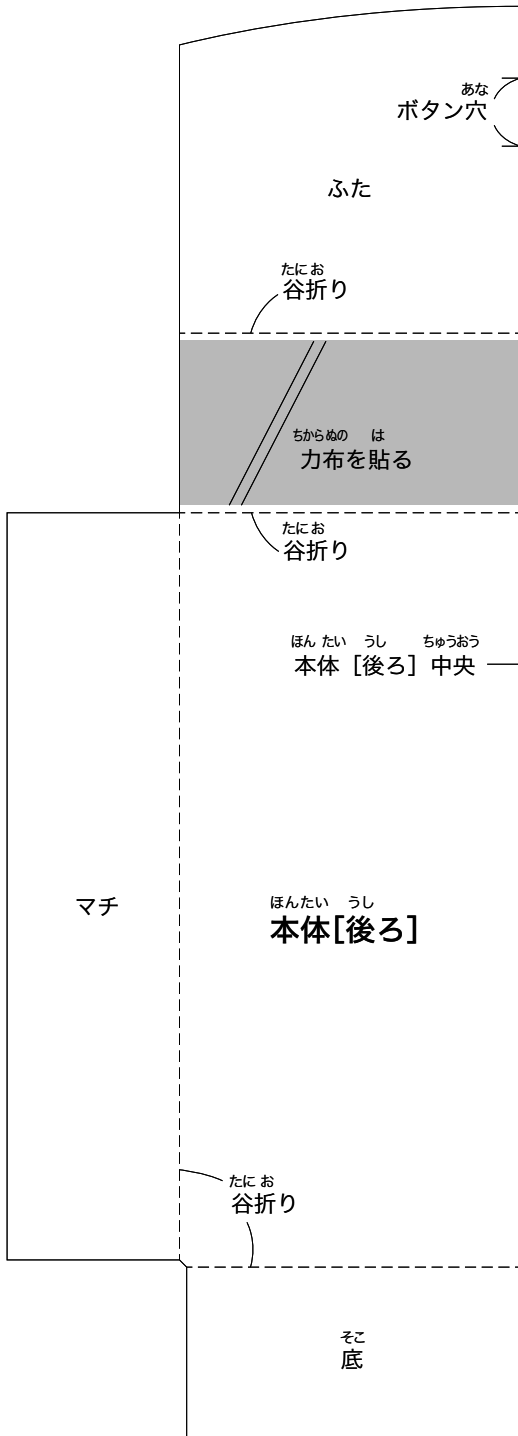 あな
ボタン穴
ふた
たにお
谷折り
ちからぬの は
力布を貼る
たにお
谷折り
ほん たい うし ちゅうおう
本体［後ろ］中央
マチ
ほんたい うし
本体[後ろ]
たにお
谷折り
そこ
底